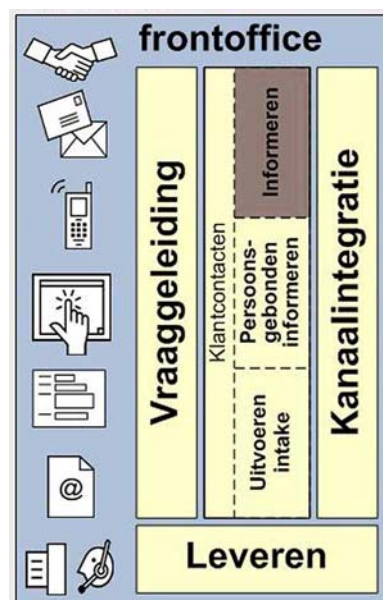 frontoffice
@
Vraaggeleiding
Klantcontacten
Informeren
Persoons-
gebonden
informeren
Uitvoeren
intake
Kanaalintegratie
Leveren